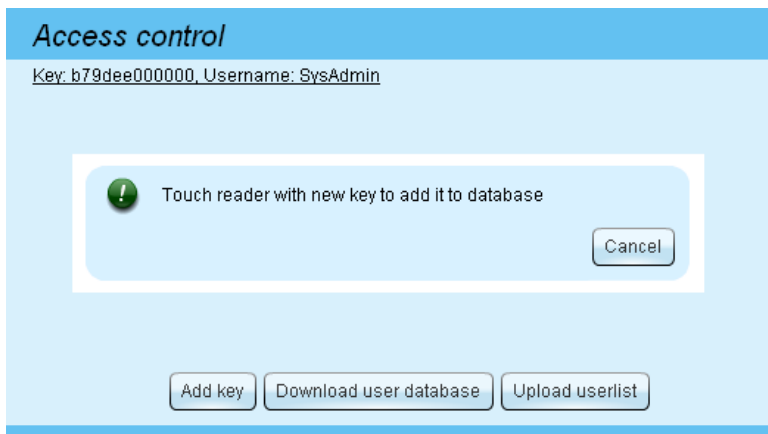 Access control
Key: b79dee000000, Username: SysAdmin
! Touch reader with new key to add it to database
Cancel
Add key Download user database Upload userlist